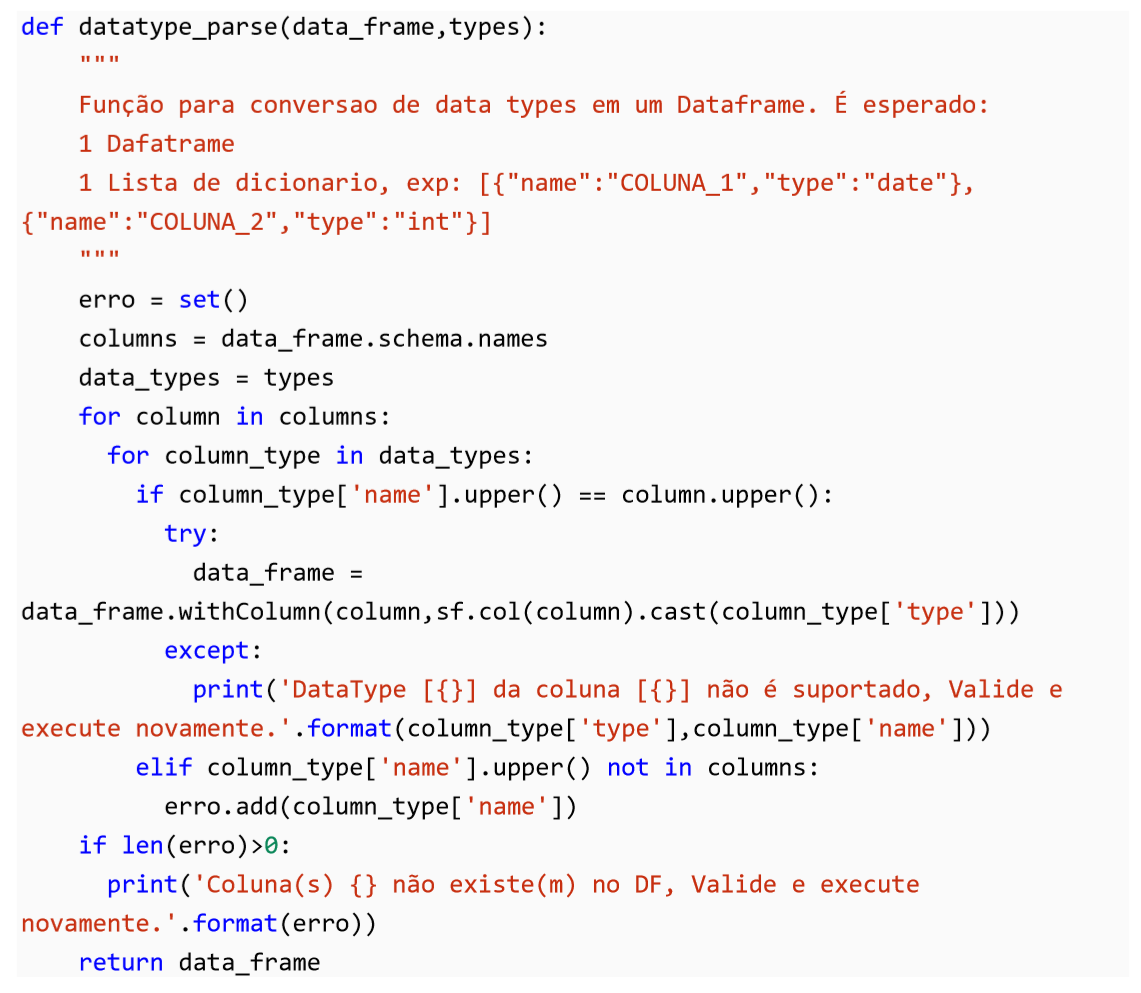 def datatype_parse(data_frame,types):
    """
    Função para conversao de data types em um Dataframe. É esperado:
    1 Dafatrame
    1 Lista de dicionario, exp: [{"name":"COLUNA_1","type":"date"},
{"name":"COLUNA_2","type":"int"}]
    """
    erro = set()
    columns = data_frame.schema.names
    data_types = types
    for column in columns:
      for column_type in data_types:
        if column_type['name'].upper() == column.upper():
          try:
            data_frame =
data_frame.withColumn(column,sf.col(column).cast(column_type['type']))
          except:
            print('DataType [{}] da coluna [{}] não é suportado, Valide e
execute novamente.'.format(column_type['type'],column_type['name']))
        elif column_type['name'].upper() not in columns:
          erro.add(column_type['name'])
    if len(erro)>0:
      print('Coluna(s) {} não existe(m) no DF, Valide e execute
novamente.'.format(erro))
    return data_frame